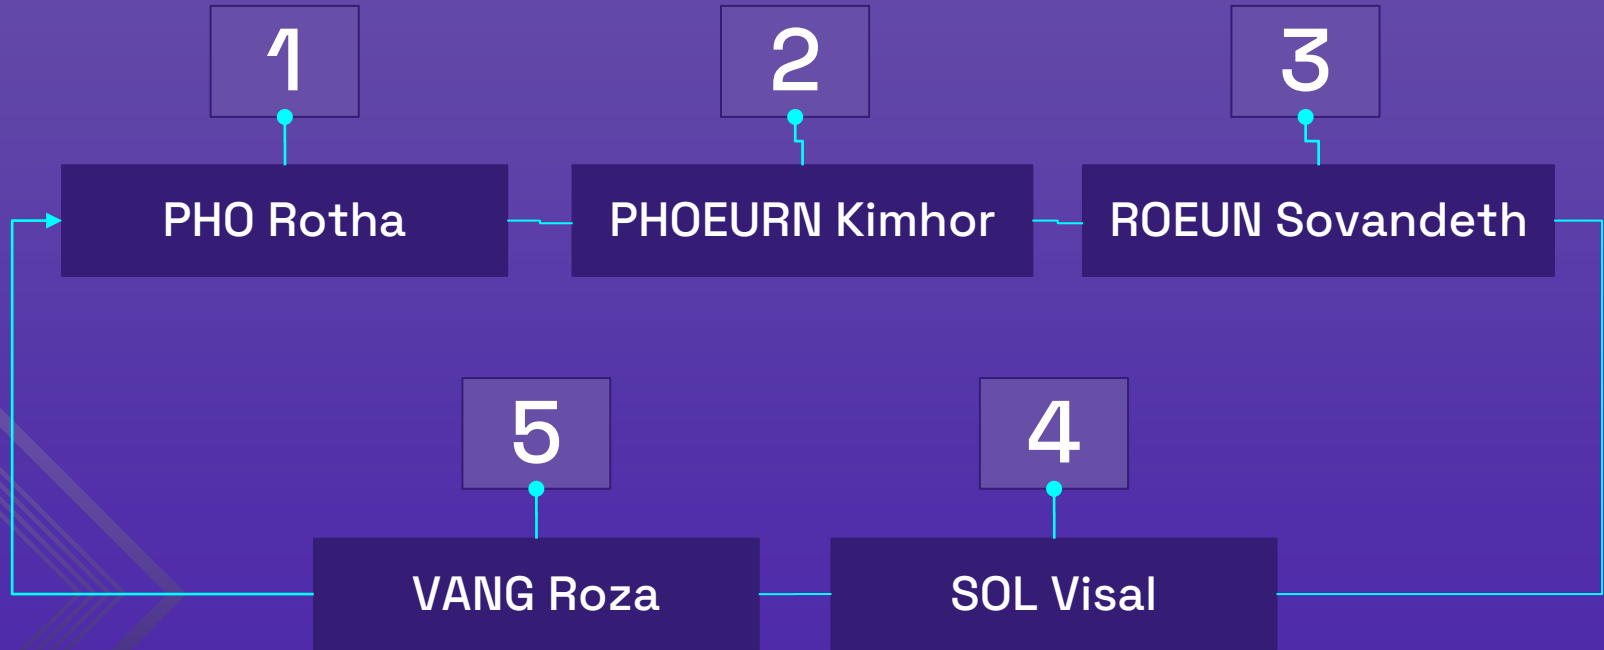 1
2
3
PHO Rotha
PHOEURN Kimhor
ROEUN Sovandeth
5
4
VANG Roza
SOL Visal